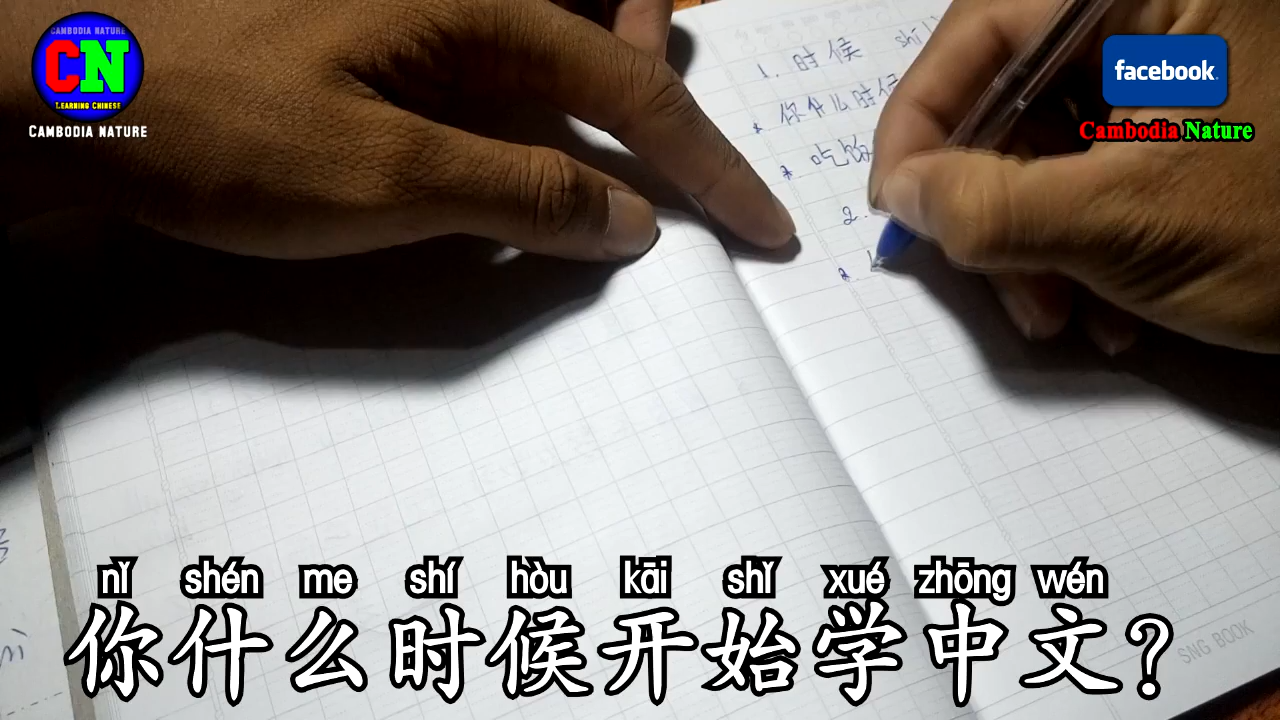 CAMBODIA NATURE
CN
LEARNING CHINESE
CAMBODIA NATURE
facebook
Cambodia Nature
1. 时候 shí
* 你什么时候
* 吃饭
2.
2.
nǐ shén me shí hòu kāi shǐ xué zhōng wén
你什么时候开始学中文?
SNG BOOK